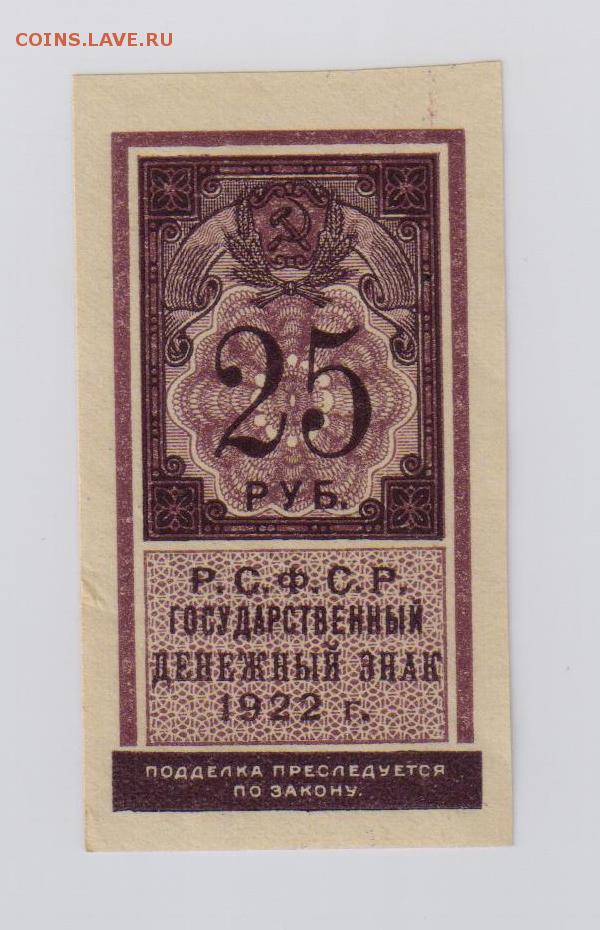 COINS.LAVE.RU
25
РУБ.
Р.С.Ф.С.Р.
ГОСУДАРСТВЕННЫЙ
ДЕНЕЖНЫЙ ЗНАК
1922 г.
ПОДДЕЛКА ПРЕСЛЕДУЕТСЯ
ПО ЗАКОНУ.